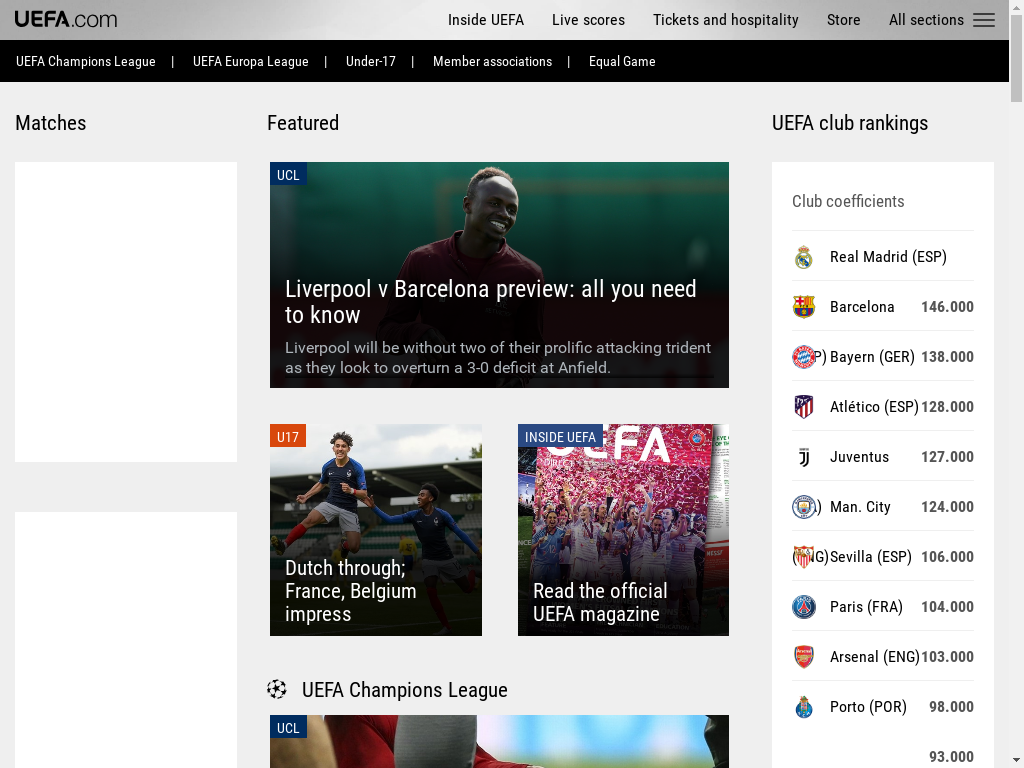 UEFA.com
Inside UEFA
Live scores
Tickets and hospitality
Store
All sections
UEFA Champions League | UEFA Europa League | Under-17 | Member associations | Equal Game
Matches
Featured
UCL
Liverpool v Barcelona preview: all you need
to know
Liverpool will be without two of their prolific attacking trident
as they look to overturn a 3-0 deficit at Anfield.
U17
Dutch through;
France, Belgium
impress
INSIDE UEFA
UEFA
DIRECT
Read the official
UEFA magazine
UEFA Champions League
UCL
UEFA club rankings
Club coefficients
Real Madrid (ESP)
Barcelona 146.000
P) Bayern (GER) 138.000
Atlético (ESP) 128.000
Juventus 127.000
) Man. City 124.000
( G) Sevilla (ESP) 106.000
Paris (FRA) 104.000
Arsenal (ENG) 103.000
Porto (POR) 98.000
93.000